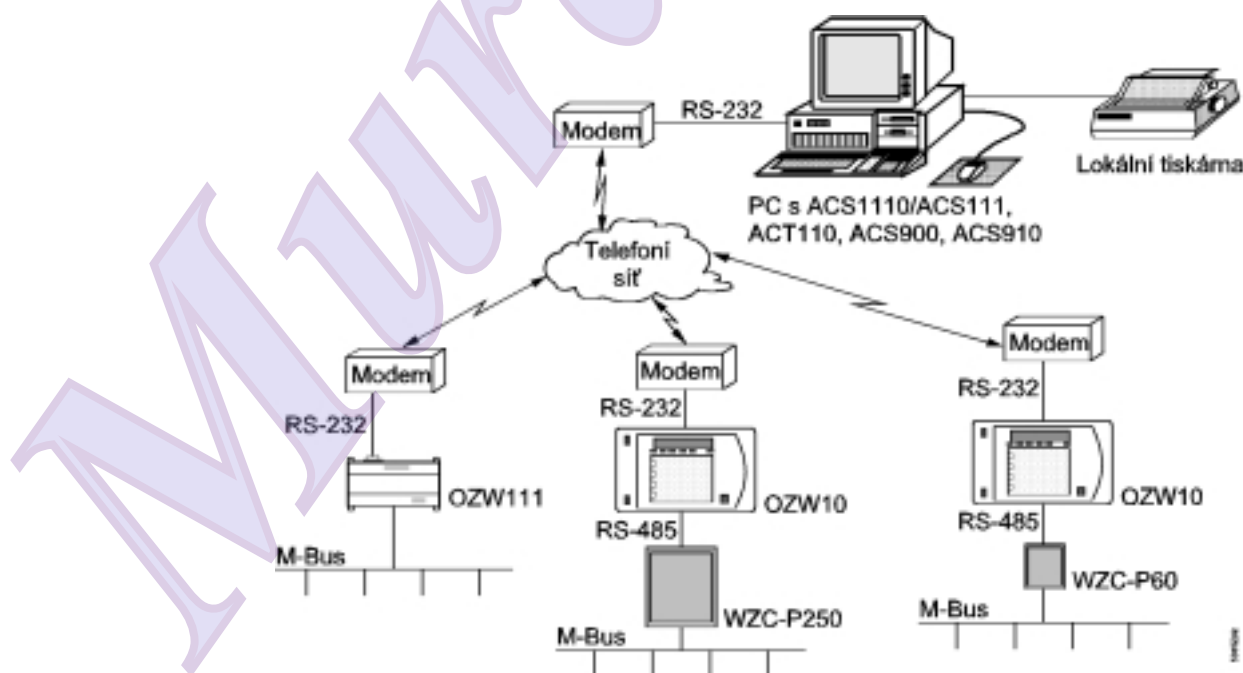 Modem
RS-232
Lokální tiskárna
PC s ACS1110/ACS111,
ACT110, ACS900, ACS910
Telefoní
síť
Modem
RS-232
OZW111
M-Bus
Modem
RS-232
OZW10
RS-485
WZC-P250
M-Bus
Modem
RS-232
OZW10
RS-485
WZC-P60
M-Bus